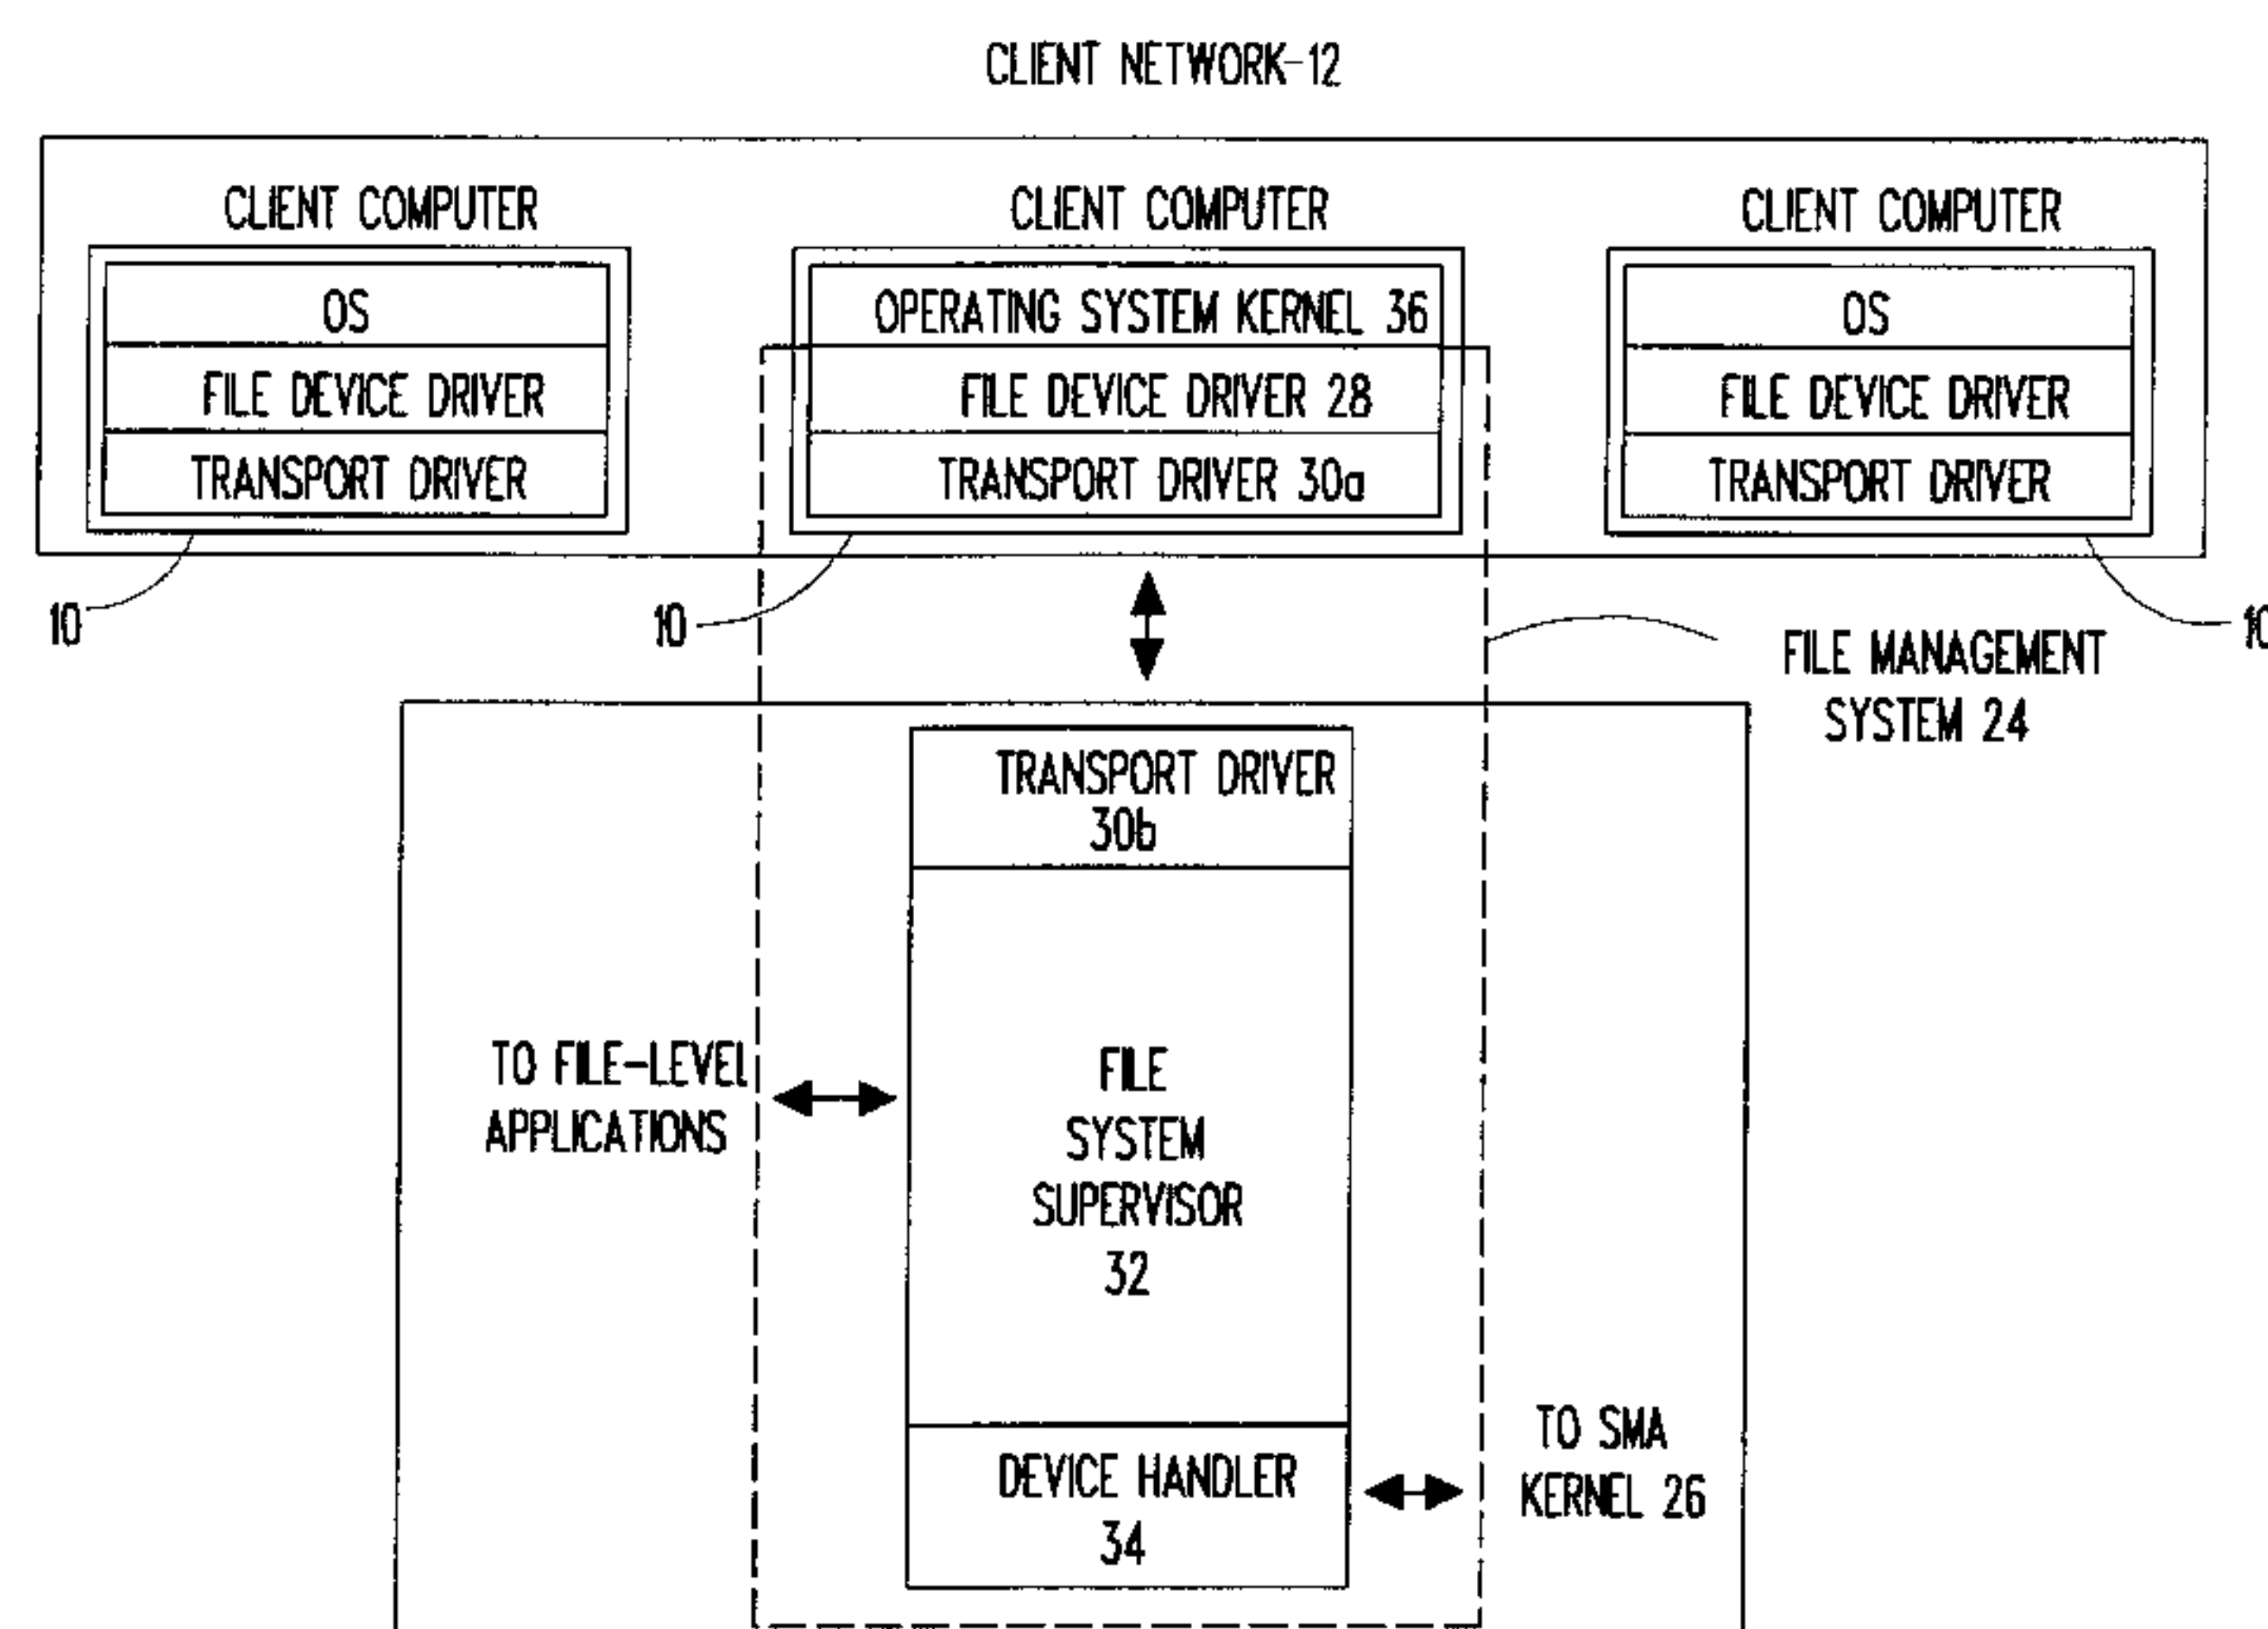 CLIENT NETWORK-12
CLIENT COMPUTER
OS
FILE DEVICE DRIVER
TRANSPORT DRIVER
10
CLIENT COMPUTER
OPERATING SYSTEM KERNEL 36
FILE DEVICE DRIVER 28
TRANSPORT DRIVER 30a
10
CLIENT COMPUTER
OS
FILE DEVICE DRIVER
TRANSPORT DRIVER
10
FILE MANAGEMENT
SYSTEM 24
TRANSPORT DRIVER
30b
TO FILE-LEVEL
APPLICATIONS
FILE
SYSTEM
SUPERVISOR
32
DEVICE HANDLER
34
TO SMA
KERNEL 26